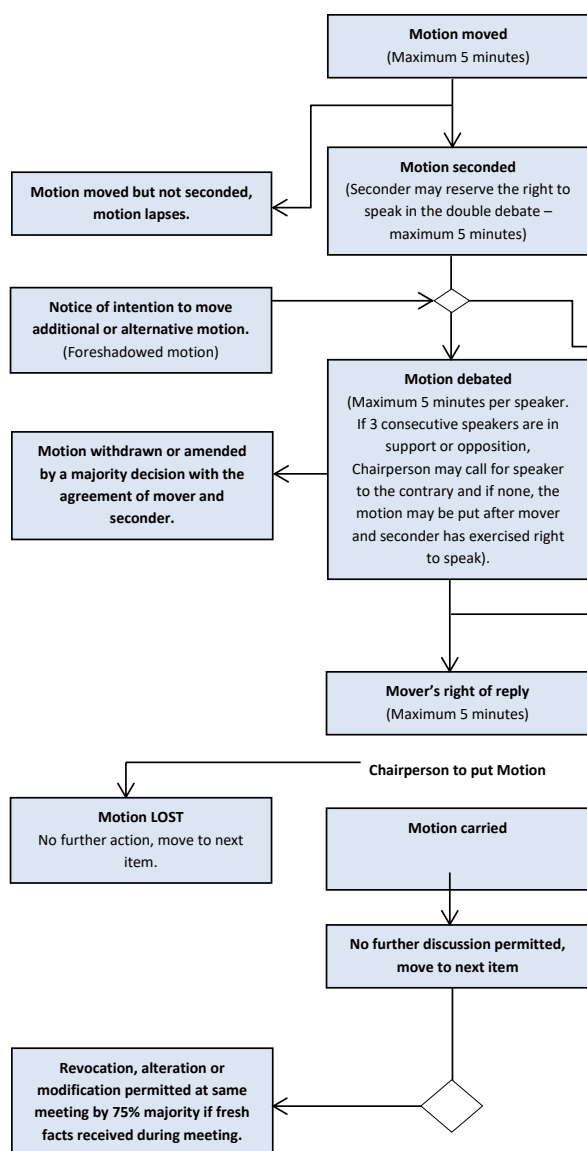 Motion moved
(Maximum 5 minutes)
Motion seconded
(Seconder may reserve the right to
speak in the double debate –
maximum 5 minutes)
Motion moved but not seconded,
motion lapses.
Notice of intention to move
additional or alternative motion.
(Foreshadowed motion)
Motion debated
(Maximum 5 minutes per speaker.
If 3 consecutive speakers are in
support or opposition,
Chairperson may call for speaker
to the contrary and if none, the
motion may be put after mover
and seconder has exercised right
to speak).
Motion withdrawn or amended
by a majority decision with the
agreement of mover and
seconder.
Mover’s right of reply
(Maximum 5 minutes)
Chairperson to put Motion
Motion LOST
No further action, move to next
item.
Motion carried
No further discussion permitted,
move to next item
Revocation, alteration or
modification permitted at same
meeting by 75% majority if fresh
facts received during meeting.